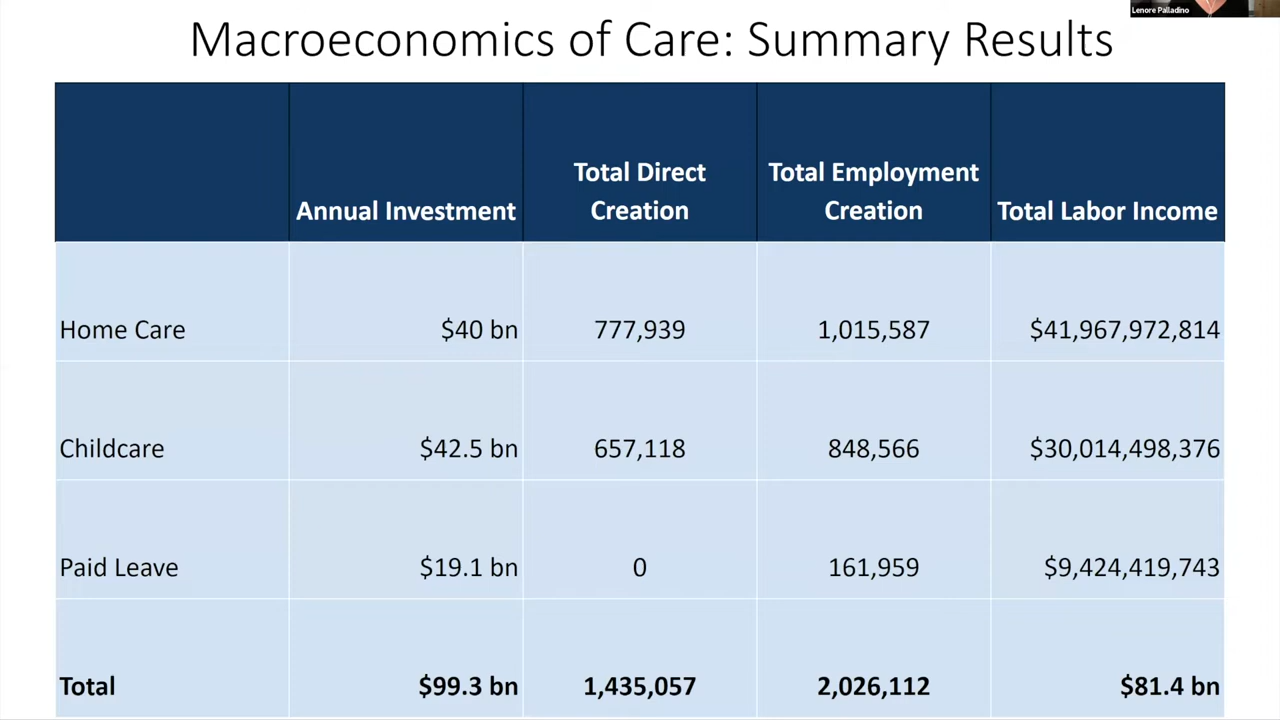 Lenore Palladino
Macroeconomics of Care: Summary Results
Annual Investment
Total Direct
Creation
Total Employment
Creation
Total Labor Income
Home Care
$40 bn
777,939
1,015,587
$41,967,972,814
Childcare
$42.5 bn
657,118
848,566
$30,014,498,376
Paid Leave
$19.1 bn
0
161,959
$9,424,419,743
Total
$99.3 bn
1,435,057
2,026,112
$81.4 bn